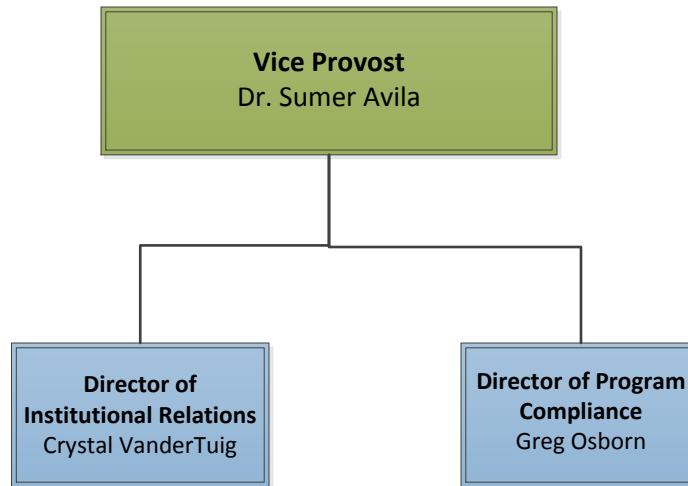 Vice Provost
Dr. Sumer Avila
Director of
Institutional Relations
Crystal VanderTuig
Director of Program
Compliance
Greg Osborn